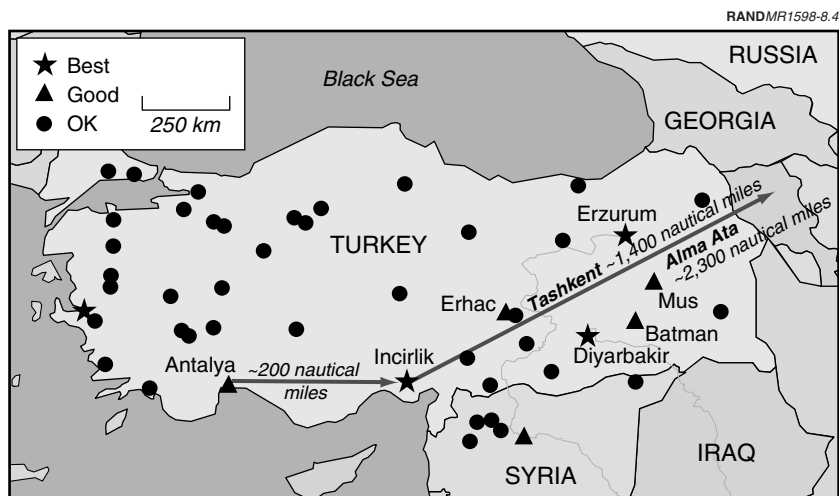 RANDMR1598-8.4
Best
Good
OK
250 km
Black Sea
RUSSIA
GEORGIA
TURKEY
Erzurum
Tashkent ~1,400 nautical miles
Alma Ata
~2,300 nautical miles
Erhac
Mus
Batman
Diyarbakir
Antalya
~200 nautical
miles
Incirlik
SYRIA
IRAQ